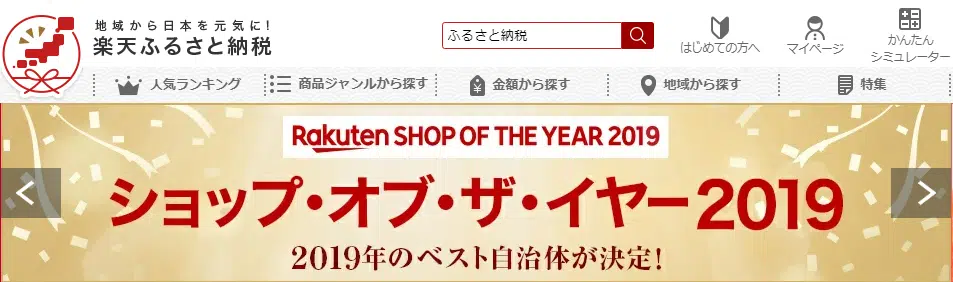 地域から日本を元気に!
楽天ふるさと納税
ふるさと納税
はじめての方へ
マイページ
かんたん
シミュレーター
人気ランキング
商品ジャンルから探す
金額から探す
地域から探す
特集
Rakuten SHOP OF THE YEAR 2019
ショップ・オブ・ザ・イヤー2019
2019年のベスト自治体が決定!